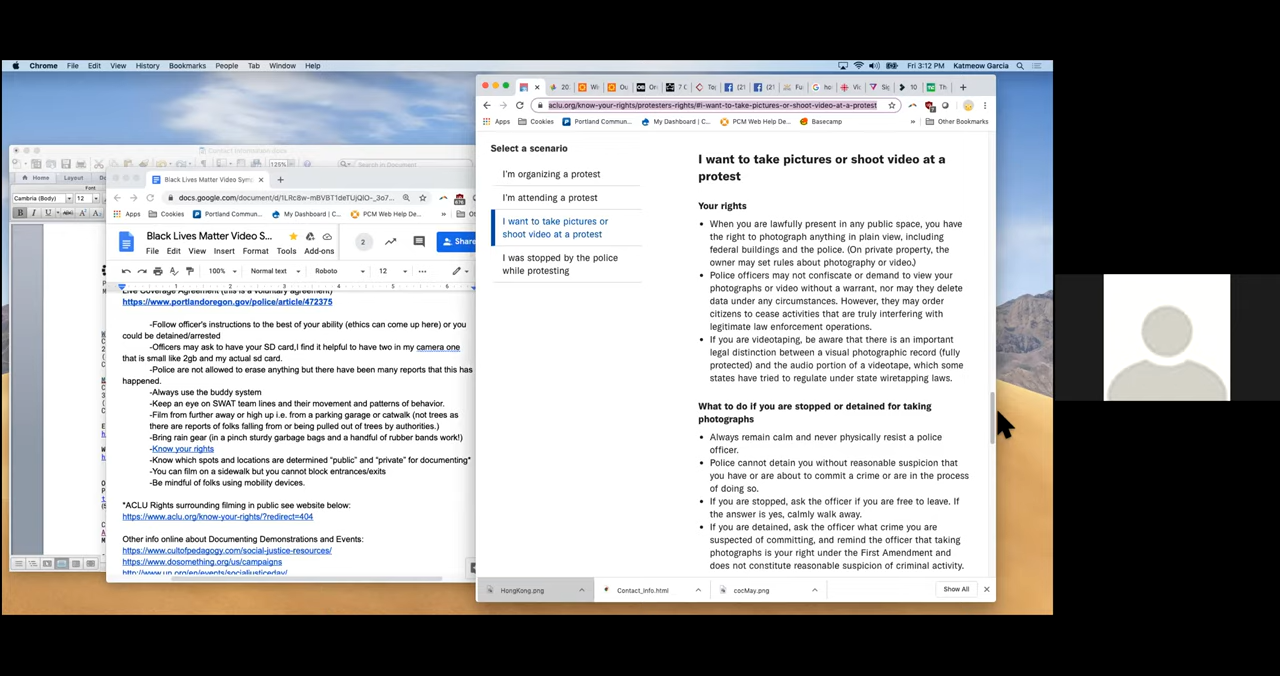 Chrome File Edit View History Bookmarks People Tab Window Help
Fri 3:12 PM Katmeow Garcia
aclu.org/know-your-rights/protesters-rights/#i-want-to-take-pictures-or-shoot-video-at-a-protest
Apps Cookies Portland Commun... My Dashboard | C... PCM Web Help De... Basecamp » Other Bookmarks
Select a scenario
I'm organizing a protest
I'm attending a protest
I want to take pictures or
shoot video at a protest
I was stopped by the police
while protesting
I want to take pictures or shoot video at a
protest
Your rights
• When you are lawfully present in any public space, you have
the right to photograph anything in plain view, including
federal buildings and the police. (On private property, the
owner may set rules about photography or video.)
• Police officers may not confiscate or demand to view your
photographs or video without a warrant, nor may they delete
data under any circumstances. However, they may order
citizens to cease activities that are truly interfering with
legitimate law enforcement operations.
• If you are videotaping, be aware that there is an important
legal distinction between a visual photographic record (fully
protected) and the audio portion of a videotape, which some
states have tried to regulate under state wiretapping laws.
What to do if you are stopped or detained for taking
photographs
• Always remain calm and never physically resist a police
officer.
• Police cannot detain you without reasonable suspicion that
you have or are about to commit a crime or are in the process
of doing so.
• If you are stopped, ask the officer if you are free to leave. If
the answer is yes, calmly walk away.
• If you are detained, ask the officer what crime you are
suspected of committing, and remind the officer that taking
photographs is your right under the First Amendment and
does not constitute reasonable suspicion of criminal activity.
HongKong.png Contact_Info.html cocMay.png Show All
Contact Information.docx
125% Search in Document
Home Layout
Font
Cambria (Body) 12
B I U
Black Lives Matter Video Sym
docs.google.com/document/d/1LRc8w-mBVBT1deTUjQIO-_3o7...
Apps Cookies Portland Commun... My Dashboard | C... PCM Web Help De...
Black Lives Matter Video S...
File Edit View Insert Format Tools Add-ons
2
Share
100% Normal text Roboto 12
Live Coverage Agreement (this is a voluntary agreement)
https://www.portlandoregon.gov/police/article/472375
-Follow officer's instructions to the best of your ability (ethics can come up here) or you
could be detained/arrested
-Officers may ask to have your SD card,I find it helpful to have two in my camera one
that is small like 2gb and my actual sd card.
-Police are not allowed to erase anything but there have been many reports that this has
happened.
-Always use the buddy system
-Keep an eye on SWAT team lines and their movement and patterns of behavior.
-Film from further away or high up i.e. from a parking garage or catwalk (not trees as
there are reports of folks falling from or being pulled out of trees by authorities.)
-Bring rain gear (in a pinch sturdy garbage bags and a handful of rubber bands work!)
-Know your rights
-Know which spots and locations are determined "public" and "private" for documenting*
-You can film on a sidewalk but you cannot block entrances/exits
-Be mindful of folks using mobility devices.
*ACLU Rights surrounding filming in public see website below:
https://www.aclu.org/know-your-rights/?redirect=404
Other info online about Documenting Demonstrations and Events:
https://www.cultofpedagogy.com/social-justice-resources/
https://www.dosomething.org/us/campaigns
http://www.un.org/en/events/socialjusticeday/